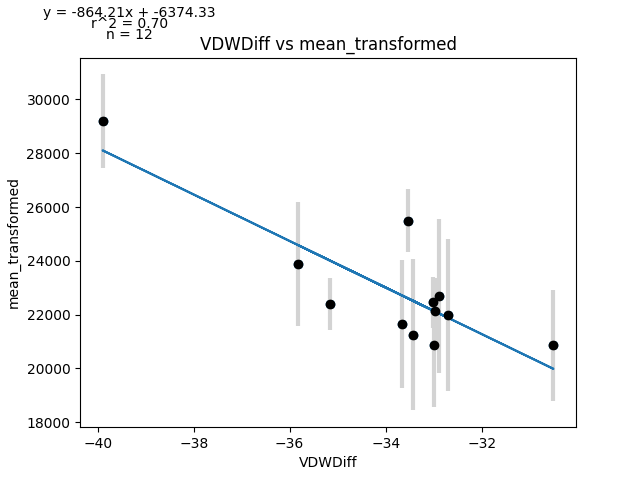 y = -864.21x + -6374.33
r^2 = 0.70
n = 12
VDWDiff vs mean_transformed
mean_transformed
30000
28000
26000
24000
22000
20000
18000
−40
−38
−36
−34
−32
VDWDiff